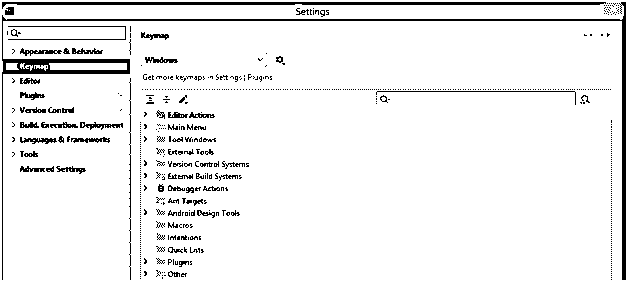 Settings
Appearance & Behavior
Keymap
Editor
Plugins
Version Control
Build, Execution, Deployment
Languages & Frameworks
Tools
Advanced Settings
Keymap
Windows
Get more keymaps in Settings | Plugins
Editor Actions
Main Menu
Tool Windows
External Tools
Version Control Systems
External Build Systems
Debugger Actions
Ant Targets
Android Design Tools
Macros
Intentions
Quick Lists
Plugins
Other